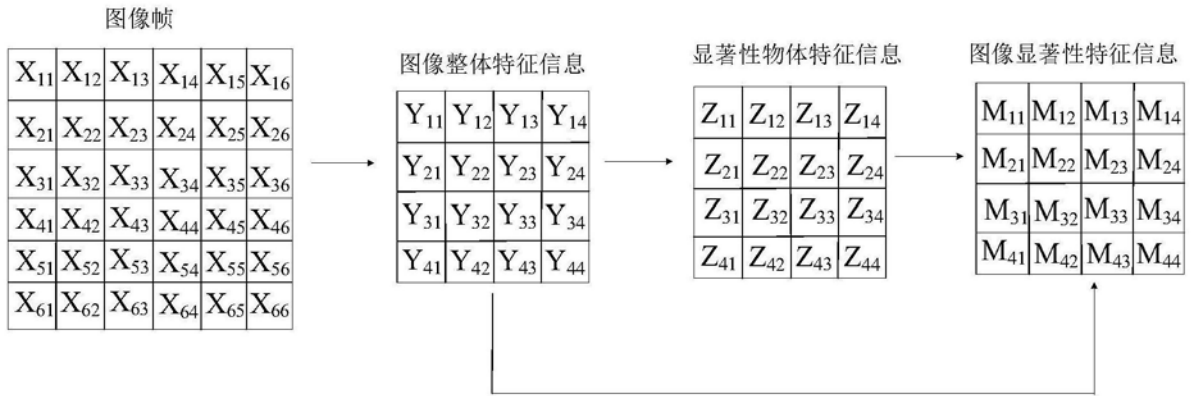 图像帧
X11 X12 X13 X14 X15 X16
X21 X22 X23 X24 X25 X26
X31 X32 X33 X34 X35 X36
X41 X42 X43 X44 X45 X46
X51 X52 X53 X54 X55 X56
X61 X62 X63 X64 X65 X66
图像整体特征信息
Y11 Y12 Y13 Y14
Y21 Y22 Y23 Y24
Y31 Y32 Y33 Y34
Y41 Y42 Y43 Y44
显著性物体特征信息
Z11 Z12 Z13 Z14
Z21 Z22 Z23 Z24
Z31 Z32 Z33 Z34
Z41 Z42 Z43 Z44
图像显著性特征信息
M11 M12 M13 M14
M21 M22 M23 M24
M31 M32 M33 M34
M41 M42 M43 M44